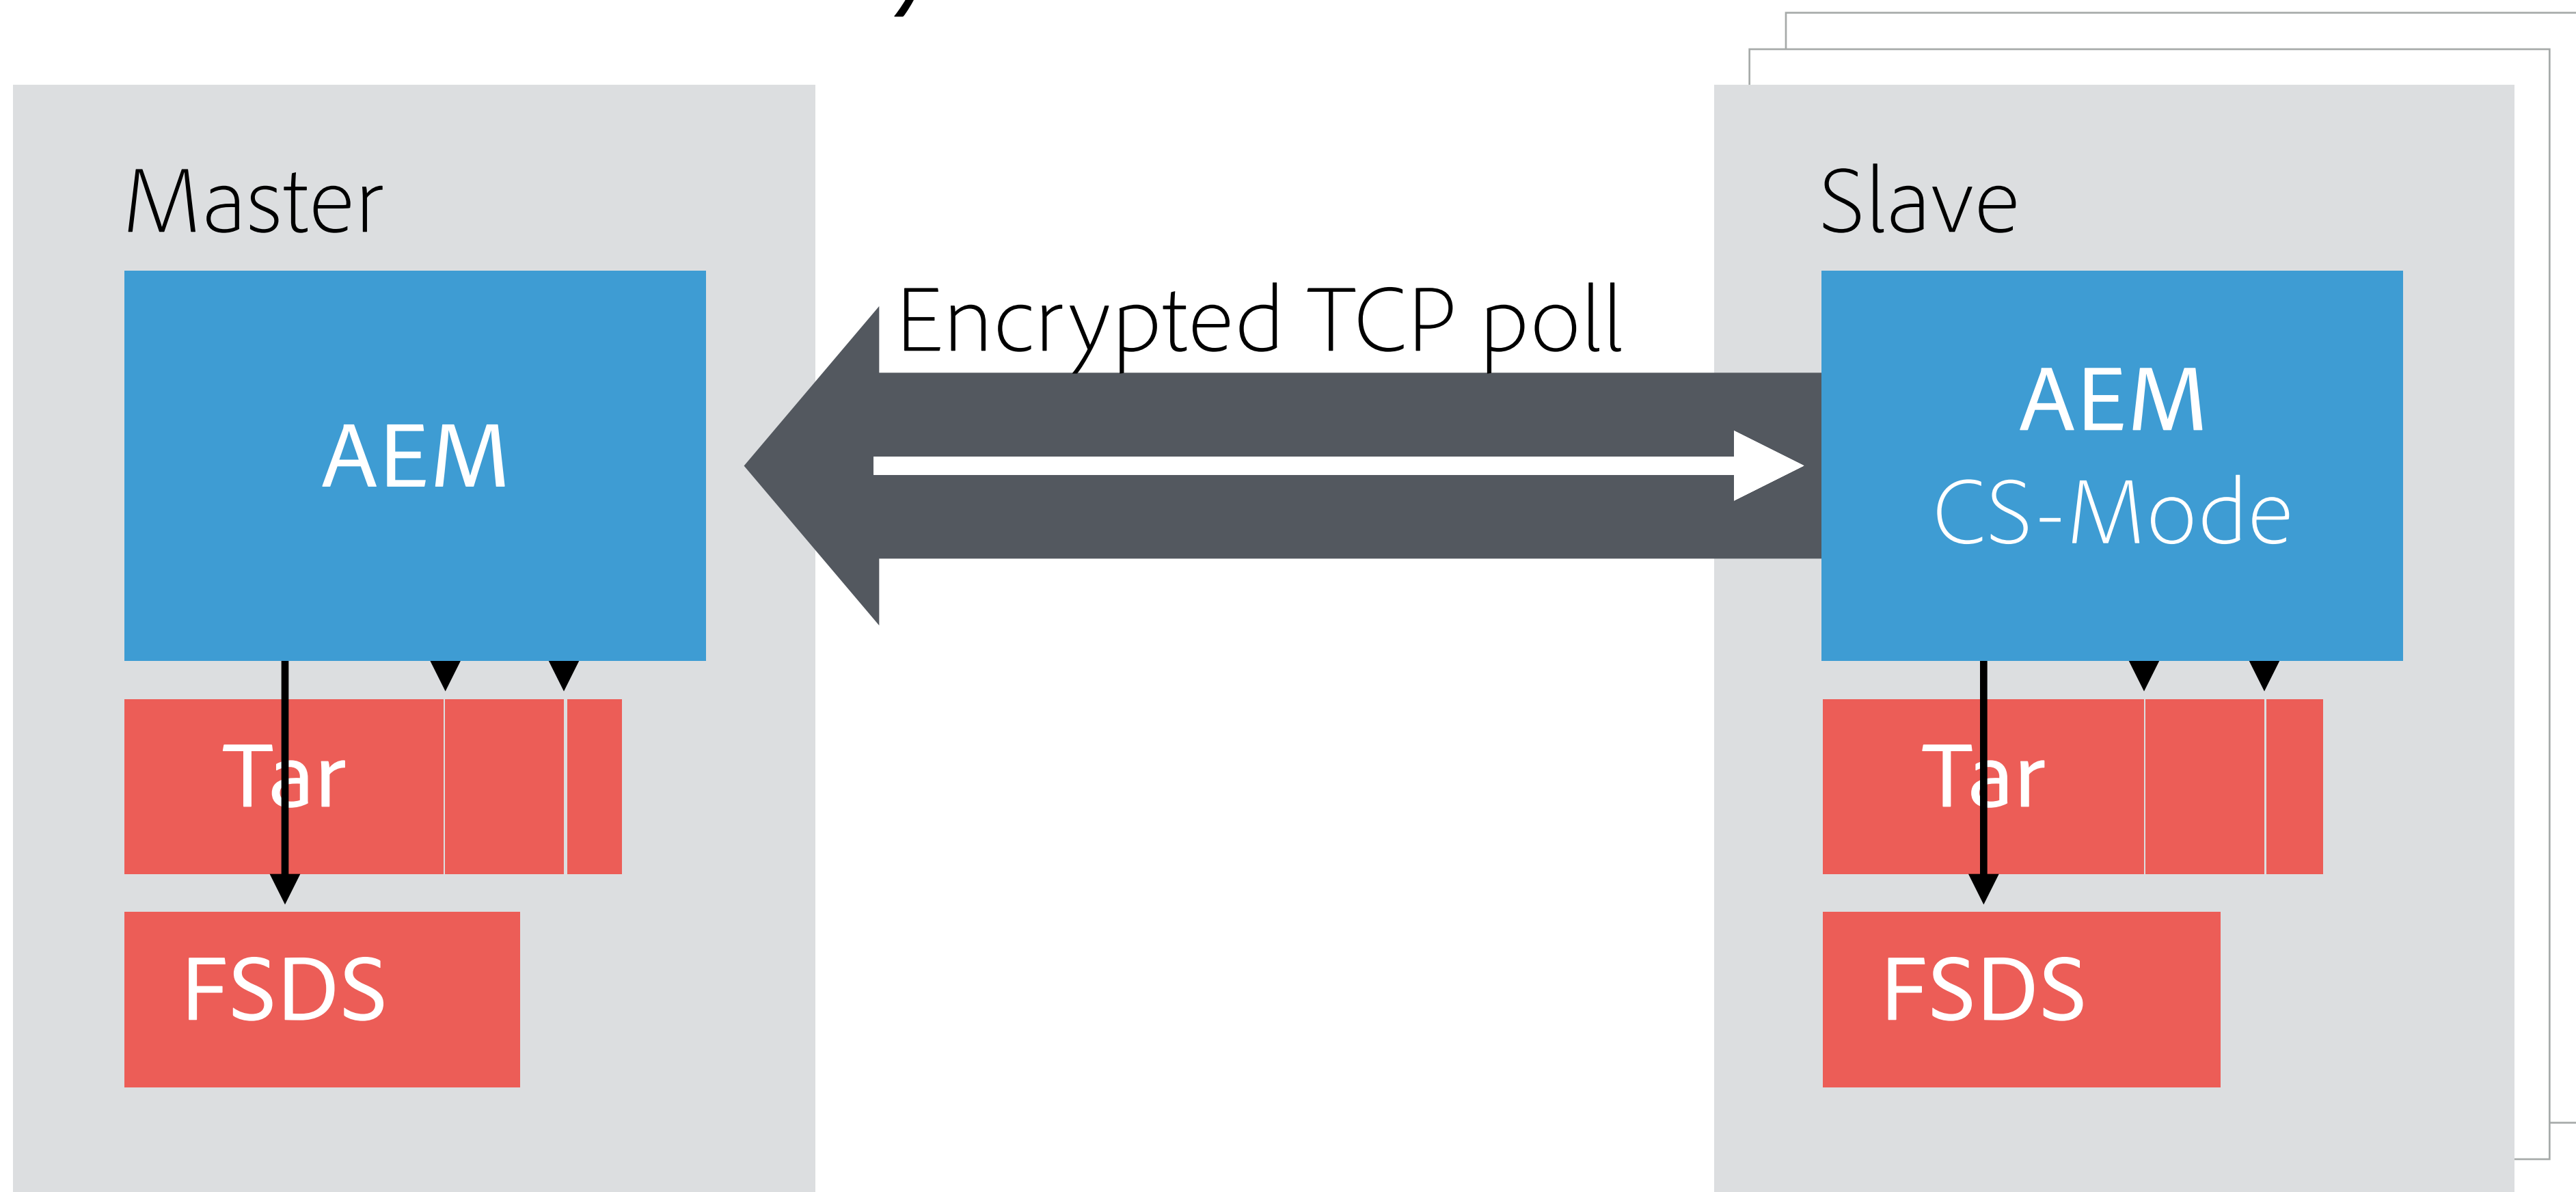 Master
Slave
Encrypted TCP poll
AEM
AEM
CS-Mode
Tar
Tar
FSDS
FSDS